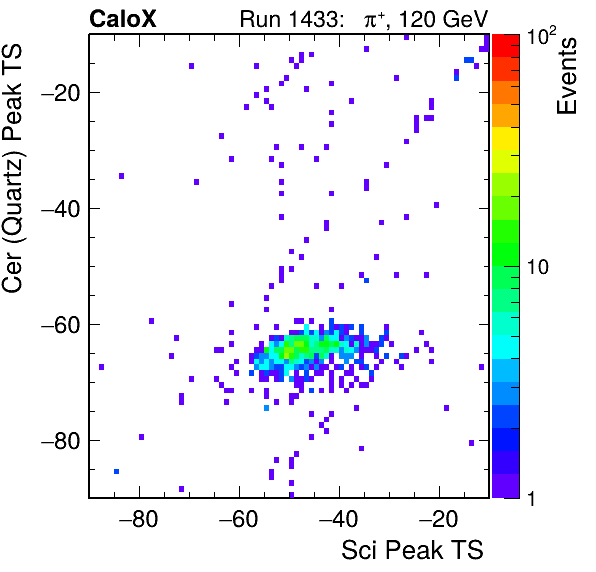 CaloX Run 1433: π⁺, 120 GeV
Cer (Quartz) Peak TS
−20
−40
−60
−80
−80 −60 −40 −20
Sci Peak TS
10²
10
1
Events